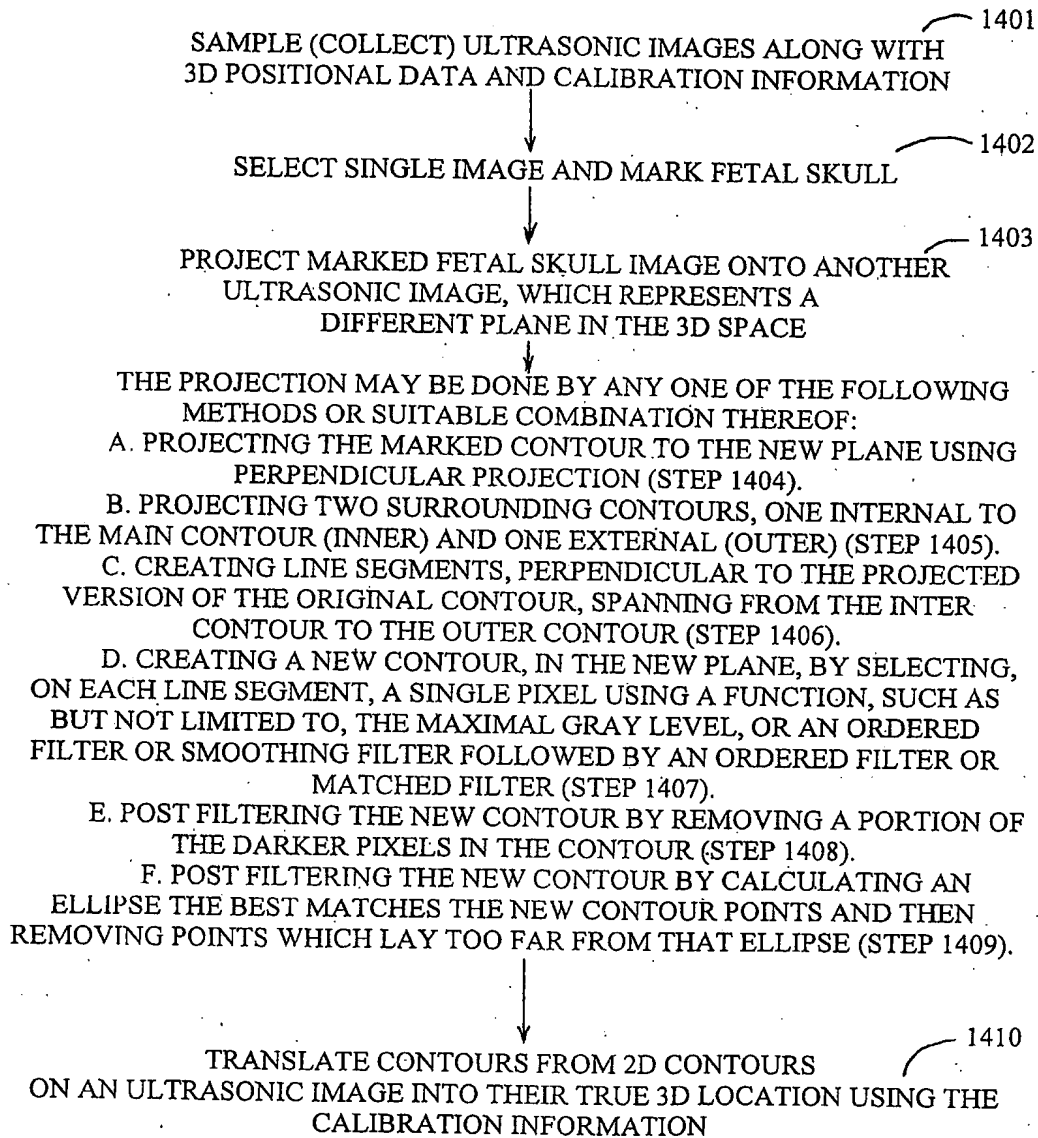 1401
SAMPLE (COLLECT) ULTRASONIC IMAGES ALONG WITH
3D POSITIONAL DATA AND CALIBRATION INFORMATION
1402
SELECT SINGLE IMAGE AND MARK FETAL SKULL
1403
PROJECT MARKED FETAL SKULL IMAGE ONTO ANOTHER
ULTRASONIC IMAGE, WHICH REPRESENTS A
DIFFERENT PLANE IN THE 3D SPACE
THE PROJECTION MAY BE DONE BY ANY ONE OF THE FOLLOWING
METHODS OR SUITABLE COMBINATION THEREOF:
A. PROJECTING THE MARKED CONTOUR TO THE NEW PLANE USING
PERPENDICULAR PROJECTION (STEP 1404).
B. PROJECTING TWO SURROUNDING CONTOURS, ONE INTERNAL TO
THE MAIN CONTOUR (INNER) AND ONE EXTERNAL (OUTER) (STEP 1405).
C. CREATING LINE SEGMENTS, PERPENDICULAR TO THE PROJECTED
VERSION OF THE ORIGINAL CONTOUR, SPANNING FROM THE INTER
CONTOUR TO THE OUTER CONTOUR (STEP 1406).
D. CREATING A NEW CONTOUR, IN THE NEW PLANE, BY SELECTING,
ON EACH LINE SEGMENT, A SINGLE PIXEL USING A FUNCTION, SUCH AS
BUT NOT LIMITED TO, THE MAXIMAL GRAY LEVEL, OR AN ORDERED
FILTER OR SMOOTHING FILTER FOLLOWED BY AN ORDERED FILTER OR
MATCHED FILTER (STEP 1407).
E. POST FILTERING THE NEW CONTOUR BY REMOVING A PORTION OF
THE DARKER PIXELS IN THE CONTOUR (STEP 1408).
F. POST FILTERING THE NEW CONTOUR BY CALCULATING AN
ELLIPSE THE BEST MATCHES THE NEW CONTOUR POINTS AND THEN
REMOVING POINTS WHICH LAY TOO FAR FROM THAT ELLIPSE (STEP 1409).
1410
TRANSLATE CONTOURS FROM 2D CONTOURS
ON AN ULTRASONIC IMAGE INTO THEIR TRUE 3D LOCATION USING THE
CALIBRATION INFORMATION